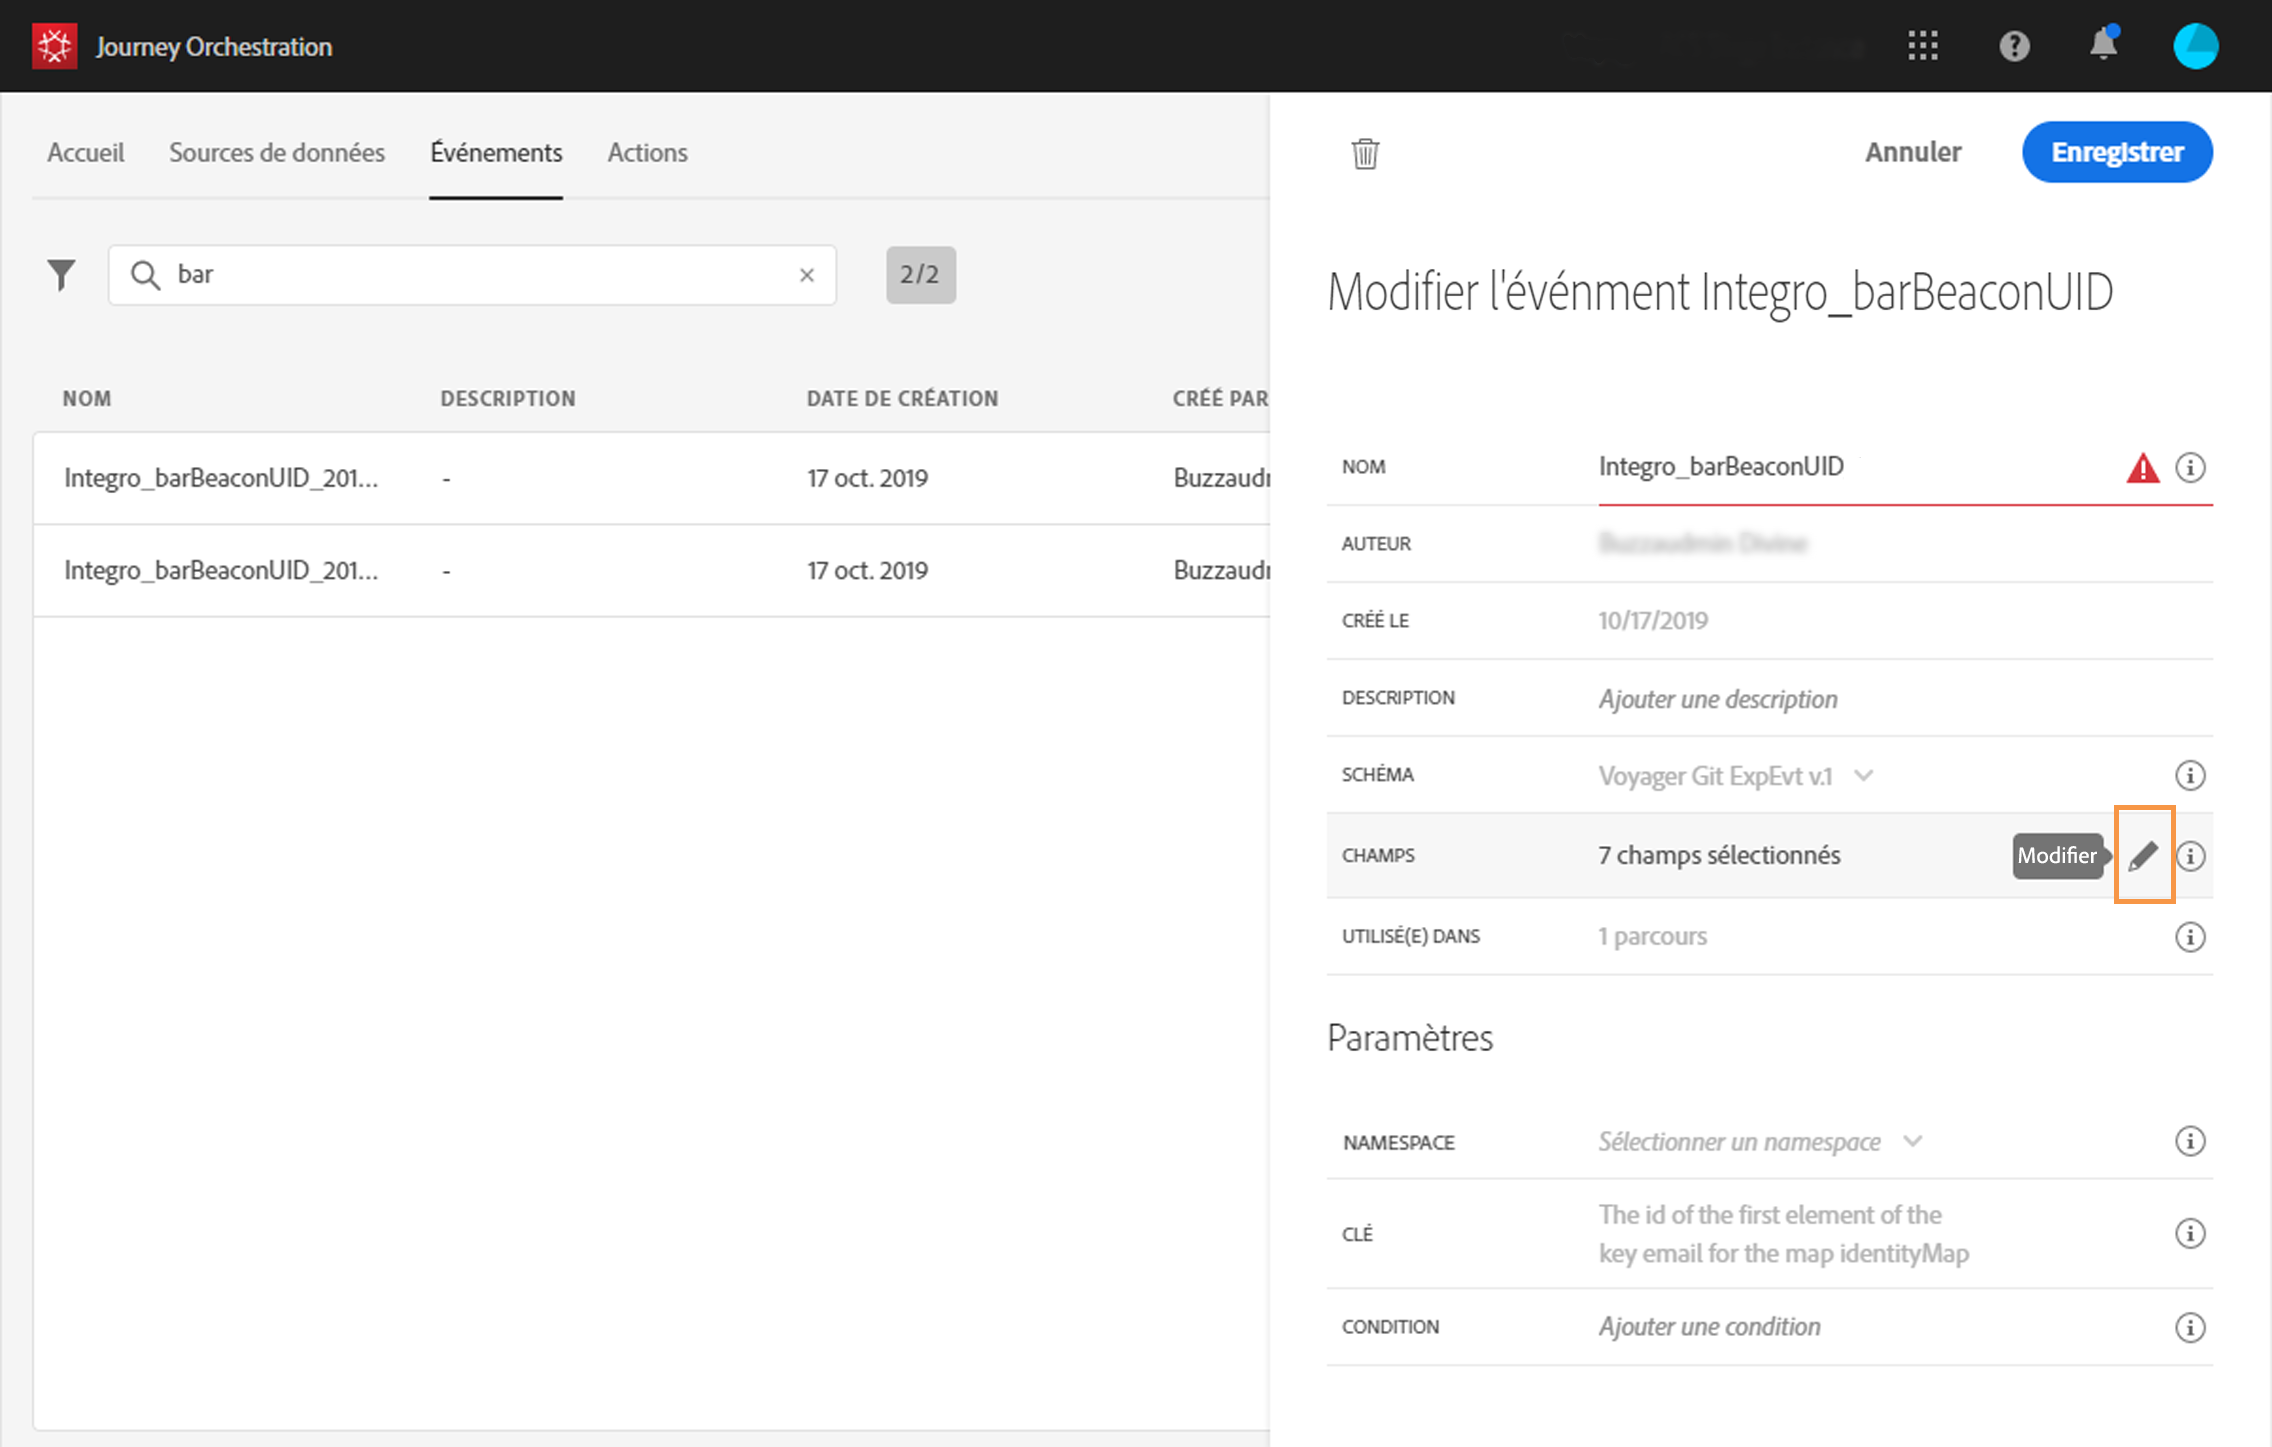 Journey Orchestration
Accueil Sources de données Événements Actions
bar
2/2
NOM DESCRIPTION DATE DE CRÉATION CRÉÉ PAR
Integro_barBeaconUID_201... - 17 oct. 2019 Buzzaudr
Integro_barBeaconUID_201... - 17 oct. 2019 Buzzaudr
Annuler Enregistrer
Modifier l'événment Integro_barBeaconUID
NOM Integro_barBeaconUID
AUTEUR Buzzaudmin Divine
CRÉÉ LE 10/17/2019
DESCRIPTION Ajouter une description
SCHÉMA Voyager Git ExpEvt v.1
CHAMPS 7 champs sélectionnés Modifier
UTILISÉ(E) DANS 1 parcours
Paramètres
NAMESPACE Sélectionner un namespace
CLÉ The id of the first element of the
key email for the map identityMap
CONDITION Ajouter une condition